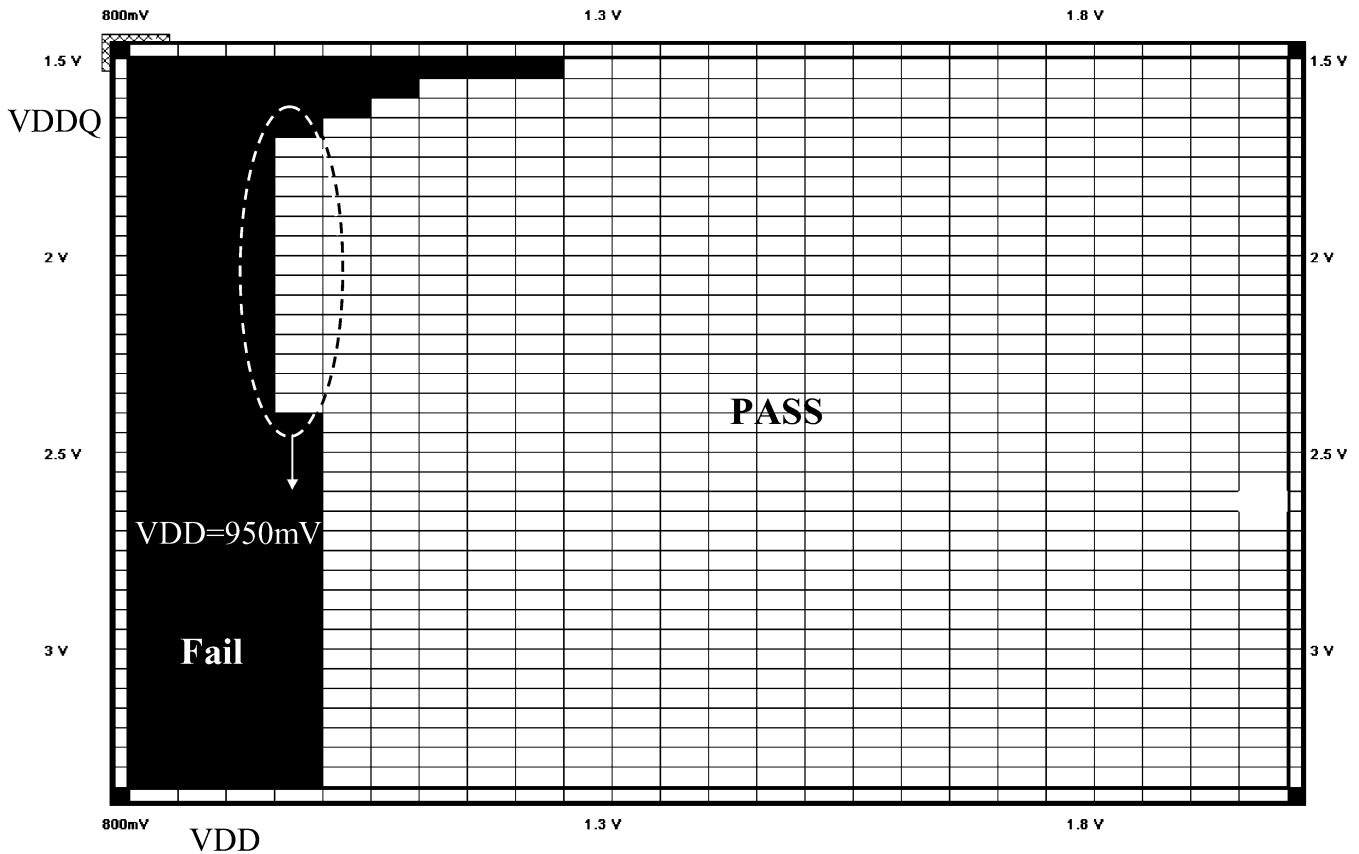 800mV 1.3 V 1.8 V
1.5 V 1.5 V
VDDQ
2 V 2 V
PASS
2.5 V 2.5 V
VDD=950mV
Fail
3 V 3 V
800mV 1.3 V 1.8 V
VDD